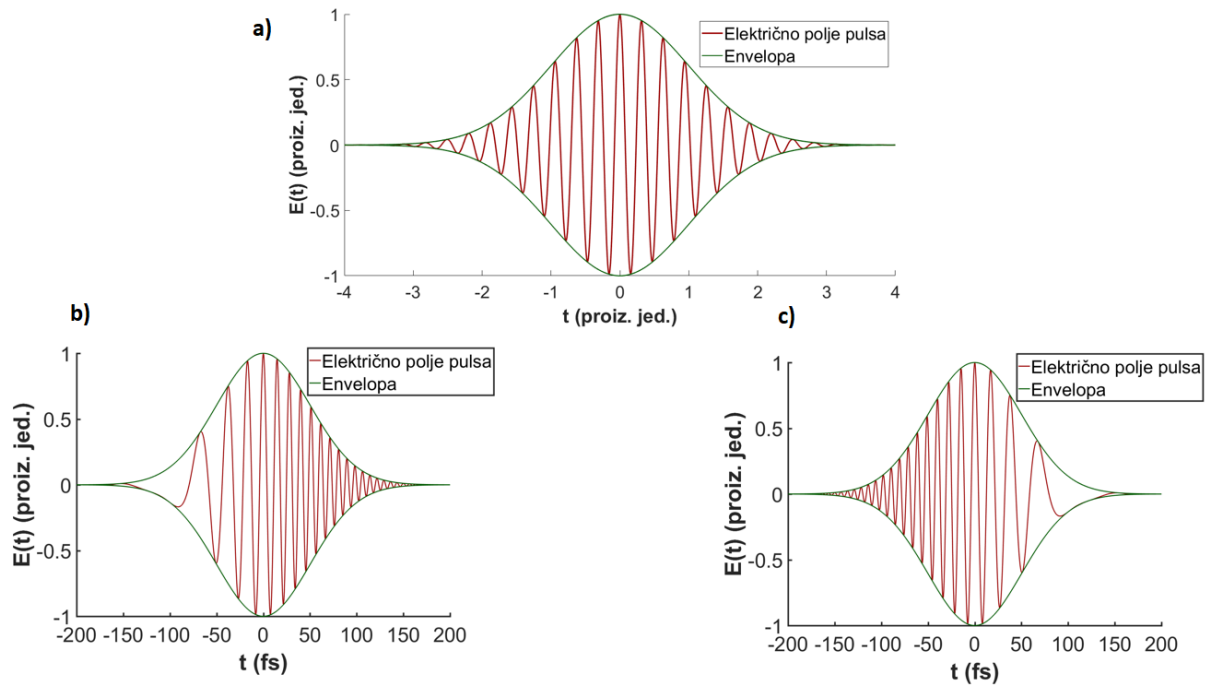 a)
Električno polje pulsa
Envelopa
1
0.5
0
-0.5
-1
E(t) (proiz. jed.)
-4 -3 -2 -1 0 1 2 3 4
t (proiz. jed.)
b)
Električno polje pulsa
Envelopa
1
0.5
0
-0.5
-1
E(t) (proiz. jed.)
-200 -150 -100 -50 0 50 100 150 200
t (fs)
c)
Električno polje pulsa
Envelopa
1
0.5
0
-0.5
-1
E(t) (proiz. jed.)
-200 -150 -100 -50 0 50 100 150 200
t (fs)